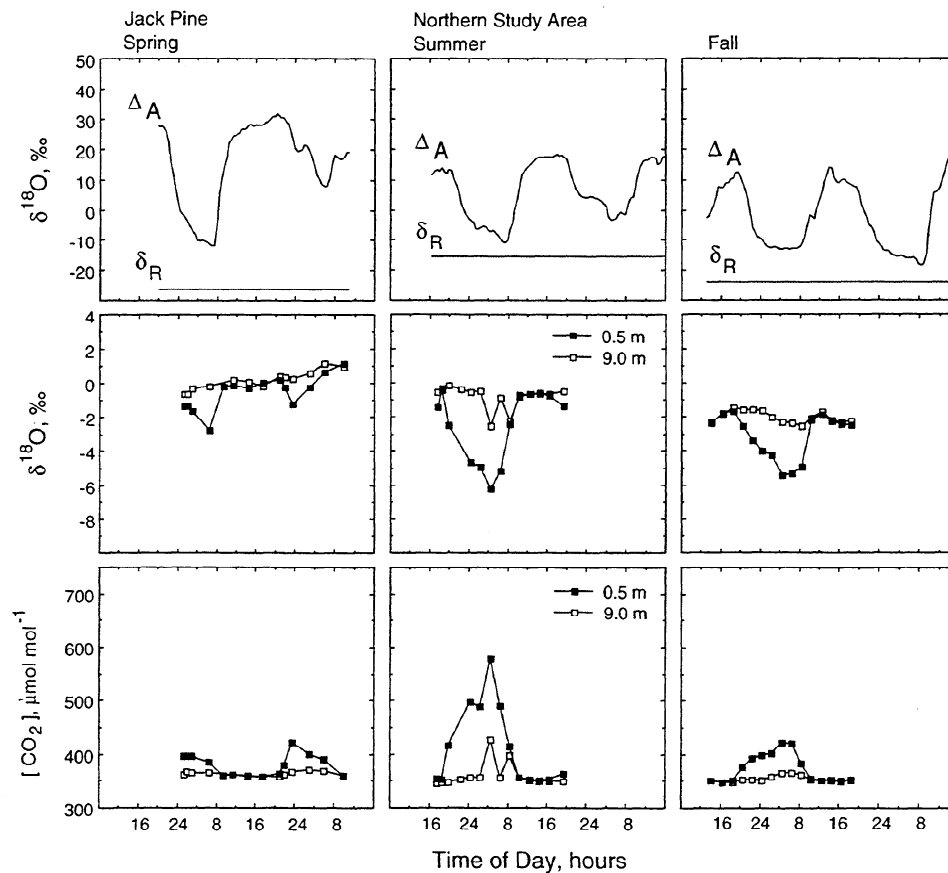 Jack Pine
Northern Study Area
Spring
Summer
Fall
50
40
30
20
10
0
-10
-20
δ18O, ‰
ΔA
δR
ΔA
δR
ΔA
δR
4
2
0
-2
-4
-6
-8
δ18O, ‰
0.5 m
9.0 m
700
600
500
400
300
[CO2], µmol mol-1
0.5 m
9.0 m
16 24 8 16 24 8
16 24 8 16 24 8
16 24 8 16 24 8
Time of Day, hours